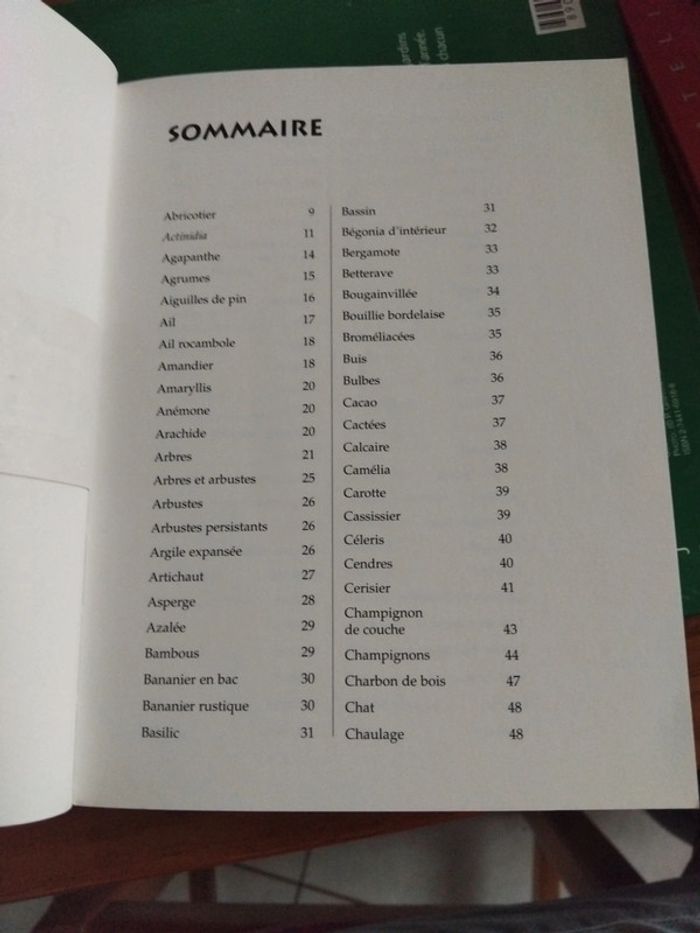 ardins
l'année.
chacun
TELI
SOMMAIRE
Abricotier 9
Actinidia 11
Agapanthe 14
Agrumes 15
Aiguilles de pin 16
Ail 17
Ail rocambole 18
Amandier 18
Amaryllis 20
Anémone 20
Arachide 20
Arbres 21
Arbres et arbustes 25
Arbustes 26
Arbustes persistants 26
Argile expansée 26
Artichaut 27
Asperge 28
Azalée 29
Bambous 29
Bananier en bac 30
Bananier rustique 30
Basilic 31
Bassin 31
Bégonia d'intérieur 32
Bergamote 33
Betterave 33
Bougainvillée 34
Bouillie bordelaise 35
Broméliacées 35
Buis 36
Bulbes 36
Cacao 37
Cactées 37
Calcaire 38
Camélia 38
Carotte 39
Cassissier 39
Céleris 40
Cendres 40
Cerisier 41
Champignon
de couche 43
Champignons 44
Charbon de bois 47
Chat 48
Chaulage 48